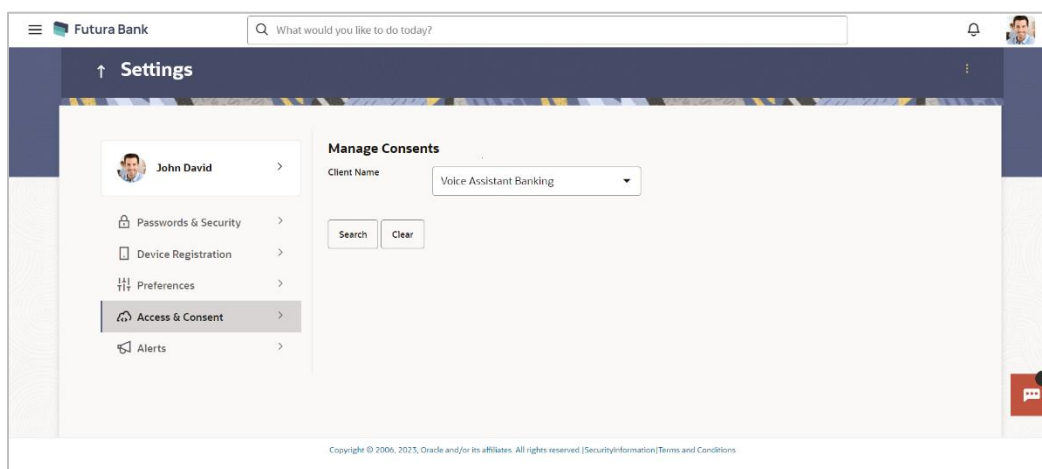 Futura Bank
What would you like to do today?
Settings
John David
Passwords & Security
Device Registration
Preferences
Access & Consent
Alerts
Manage Consents
Client Name
Voice Assistant Banking
Search
Clear
Copyright © 2006, 2023, Oracle and/or its affiliates. All rights reserved.|SecurityInformation|Terms and Conditions